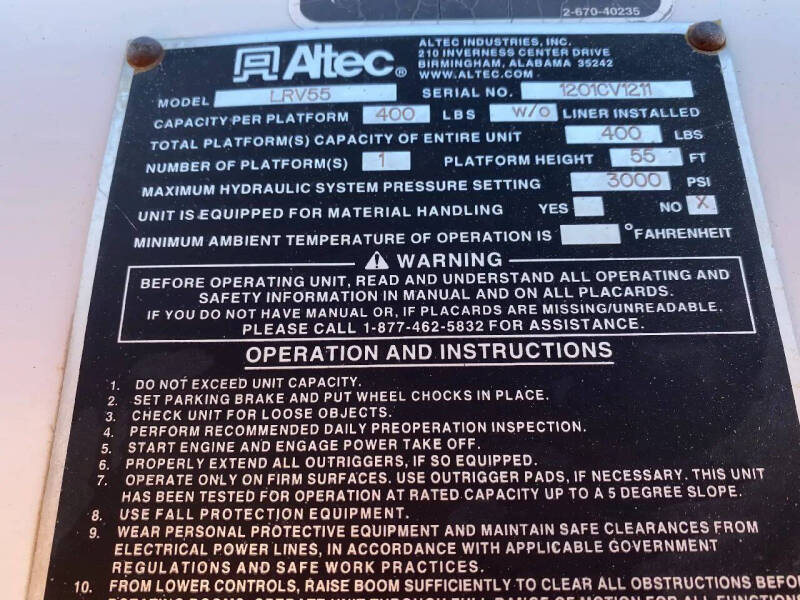 2-670-40235
Altec®
ALTEC INDUSTRIES, INC.
210 INVERNESS CENTER DRIVE
BIRMINGHAM, ALABAMA 35242
WWW.ALTEC.COM
MODEL LRV55 SERIAL NO. 1201CV1211
CAPACITY PER PLATFORM 400 LBS W/O LINER INSTALLED
TOTAL PLATFORM(S) CAPACITY OF ENTIRE UNIT 400 LBS
NUMBER OF PLATFORM(S) 1 PLATFORM HEIGHT 55 FT
MAXIMUM HYDRAULIC SYSTEM PRESSURE SETTING 3000 PSI
UNIT IS EQUIPPED FOR MATERIAL HANDLING YES NO X
MINIMUM AMBIENT TEMPERATURE OF OPERATION IS °FAHRENHEIT
WARNING
BEFORE OPERATING UNIT, READ AND UNDERSTAND ALL OPERATING AND
SAFETY INFORMATION IN MANUAL AND ON ALL PLACARDS.
IF YOU DO NOT HAVE MANUAL OR, IF PLACARDS ARE MISSING/UNREADABLE.
PLEASE CALL 1-877-462-5832 FOR ASSISTANCE.
OPERATION AND INSTRUCTIONS
1. DO NOT EXCEED UNIT CAPACITY.
2. SET PARKING BRAKE AND PUT WHEEL CHOCKS IN PLACE.
3. CHECK UNIT FOR LOOSE OBJECTS.
4. PERFORM RECOMMENDED DAILY PREOPERATION INSPECTION.
5. START ENGINE AND ENGAGE POWER TAKE OFF.
6. PROPERLY EXTEND ALL OUTRIGGERS, IF SO EQUIPPED.
7. OPERATE ONLY ON FIRM SURFACES. USE OUTRIGGER PADS, IF NECESSARY. THIS UNIT
HAS BEEN TESTED FOR OPERATION AT RATED CAPACITY UP TO A 5 DEGREE SLOPE.
8. USE FALL PROTECTION EQUIPMENT.
9. WEAR PERSONAL PROTECTIVE EQUIPMENT AND MAINTAIN SAFE CLEARANCES FROM
ELECTRICAL POWER LINES, IN ACCORDANCE WITH APPLICABLE GOVERNMENT
REGULATIONS AND SAFE WORK PRACTICES.
10. FROM LOWER CONTROLS, RAISE BOOM SUFFICIENTLY TO CLEAR ALL OBSTRUCTIONS BEFO